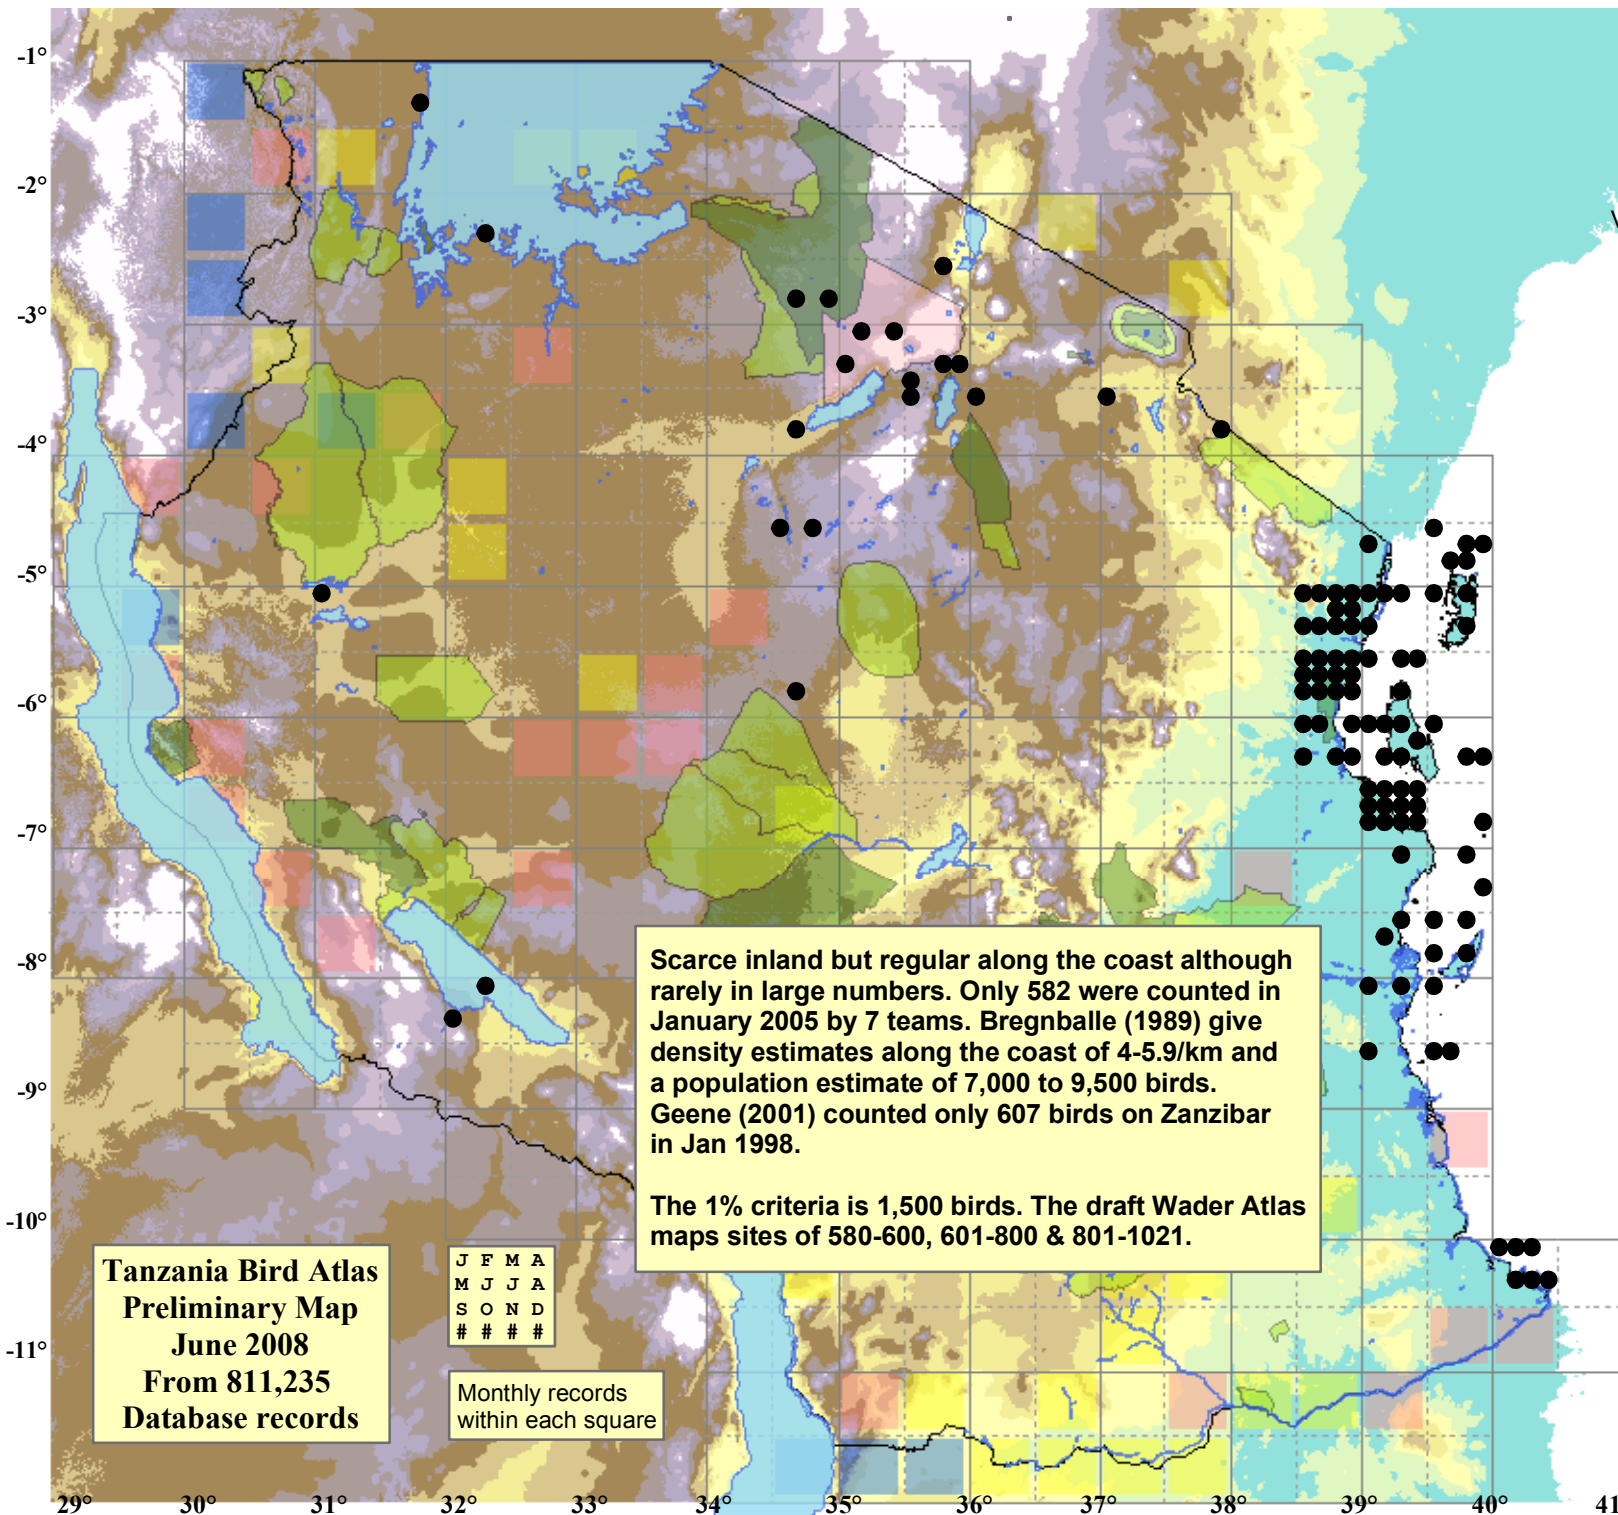 -1°
-2°
-3°
-4°
-5°
-6°
-7°
-8°
-9°
-10°
-11°
Scarce inland but regular along the coast although
rarely in large numbers. Only 582 were counted in
January 2005 by 7 teams. Bregnballe (1989) give
density estimates along the coast of 4-5.9/km and
a population estimate of 7,000 to 9,500 birds.
Geene (2001) counted only 607 birds on Zanzibar
in Jan 1998.
The 1% criteria is 1,500 birds. The draft Wader Atlas
maps sites of 580-600, 601-800 & 801-1021.
Tanzania Bird Atlas
Preliminary Map
June 2008
From 811,235
Database records
J F M A
M J J A
S O N D
# # # #
Monthly records
within each square
29° 30° 31° 32° 33° 34° 35° 36° 37° 38° 39° 40° 41